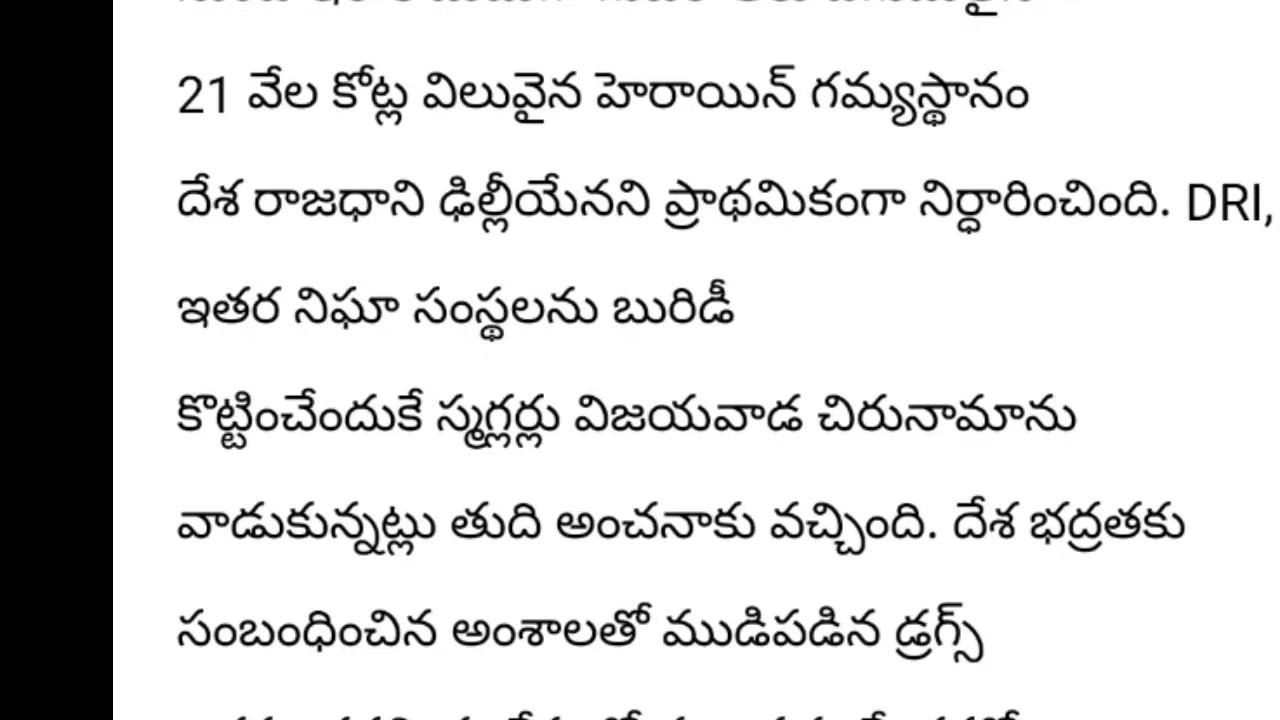 21 వేల కోట్ల విలువైన హెరాయిన్ గమ్యస్థానం
దేశ రాజధాని ఢిల్లీయేనని ప్రాథమికంగా నిర్ధారించింది. DRI,
ఇతర నిఘా సంస్థలను బురిడీ
కొట్టించేందుకే స్మగ్లర్లు విజయవాడ చిరునామాను
వాడుకున్నట్లు తుది అంచనాకు వచ్చింది. దేశ భద్రతకు
సంబంధించిన అంశాలతో ముడిపడిన డ్రగ్స్